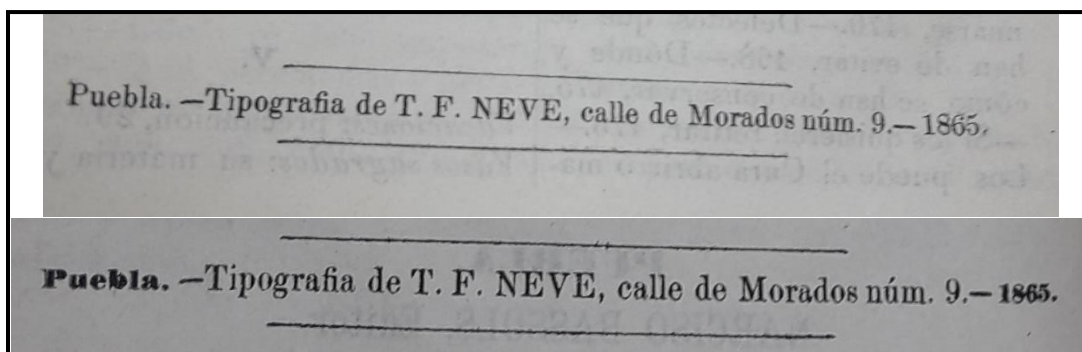 Puebla. —Tipografia de T. F. NEVE, calle de Morados núm. 9.— 1865.
Puebla. —Tipografia de T. F. NEVE, calle de Morados núm. 9.— 1865.